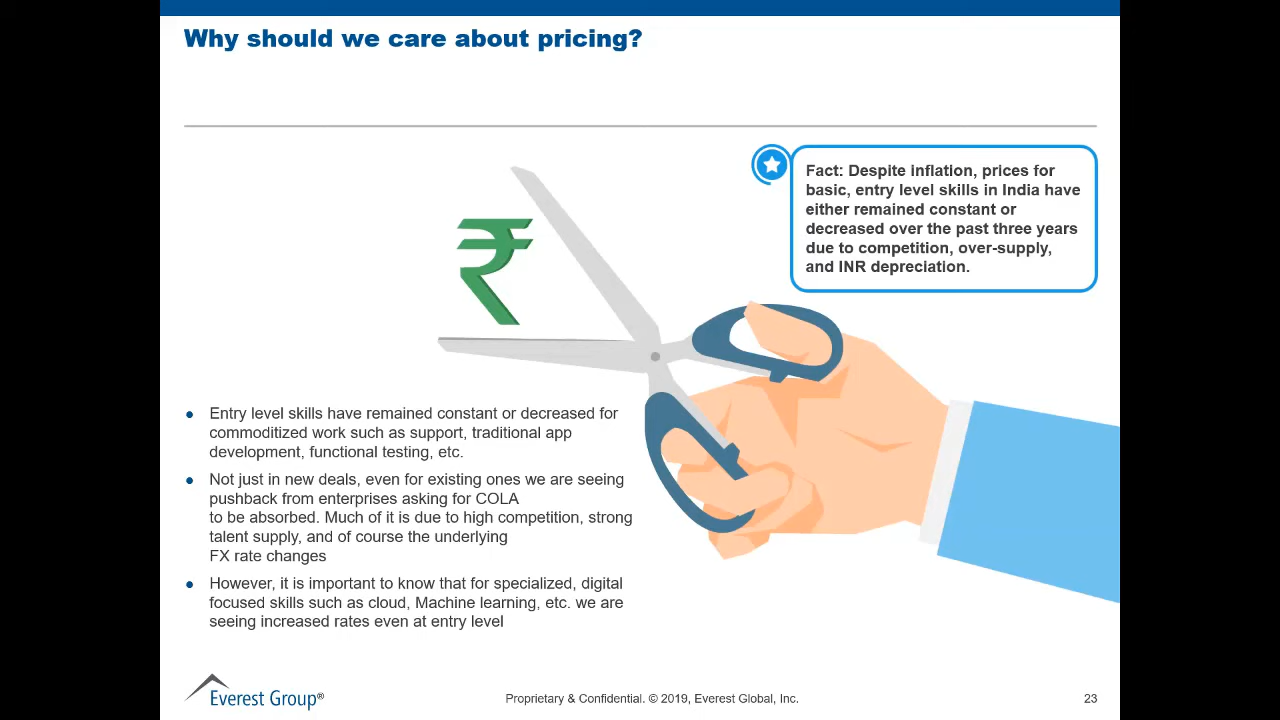 Why should we care about pricing?
Fact: Despite inflation, prices for
basic, entry level skills in India have
either remained constant or
decreased over the past three years
due to competition, over-supply,
and INR depreciation.
₹
• Entry level skills have remained constant or decreased for
commoditized work such as support, traditional app
development, functional testing, etc.
• Not just in new deals, even for existing ones we are seeing
pushback from enterprises asking for COLA
to be absorbed. Much of it is due to high competition, strong
talent supply, and of course the underlying
FX rate changes
• However, it is important to know that for specialized, digital
focused skills such as cloud, Machine learning, etc. we are
seeing increased rates even at entry level
Everest Group®
Proprietary & Confidential. © 2019, Everest Global, Inc.
23